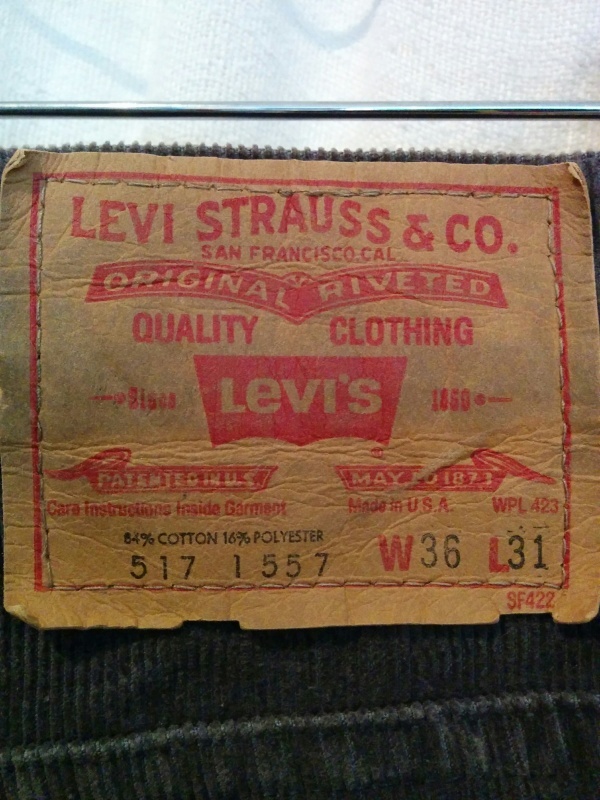 LEVI STRAUSS & CO.
SAN FRANCISCO.CAL.
ORIGINAL RIVETED
QUALITY CLOTHING
LEVI'S
1850
PATENTED IN U.S. MAY 20 1873
Care Instructions Inside Garment Made in U.S.A. WPL 423
84% COTTON 16% POLYESTER
517 1557 W36 L31
SF422